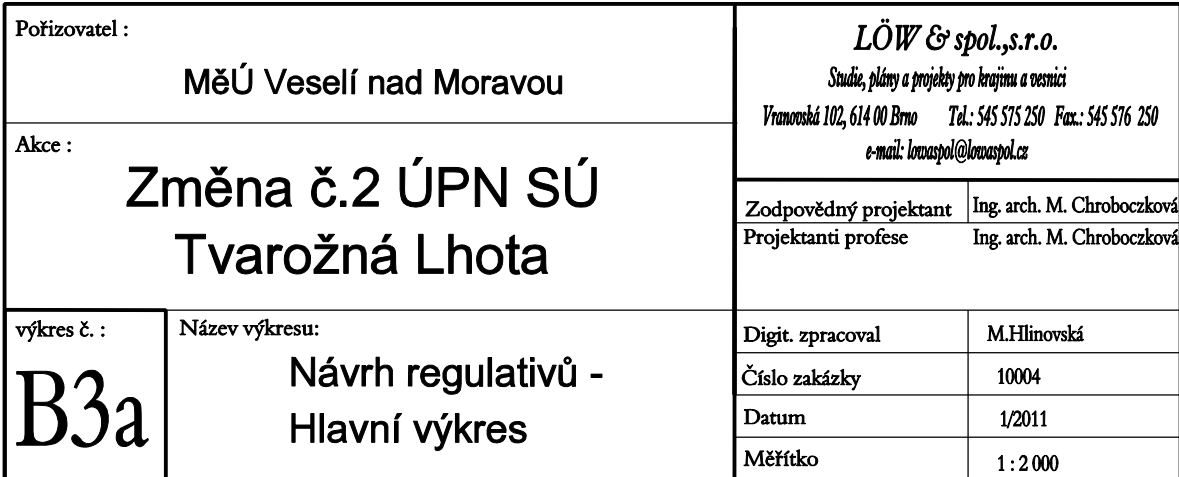 Pořizovatel :
MěÚ Veselí nad Moravou
Akce :
Změna č.2 ÚPN SÚ
Tvarožná Lhota
výkres č. :
B3a
Název výkresu:
Návrh regulativů -
Hlavní výkres
LÖW & spol.,s.r.o.
Studie, plány a projekty pro krajinu a vesnici
Vranovská 102, 614 00 Brno Tel.: 545 575 250 Fax.: 545 576 250
e-mail: lowaspol@lowaspol.cz
Zodpovědný projektant Ing. arch. M. Chroboczková
Projektanti profese Ing. arch. M. Chroboczková
Digit. zpracoval M.Hlinovská
Číslo zakázky 10004
Datum 1/2011
Měřítko 1 : 2 000